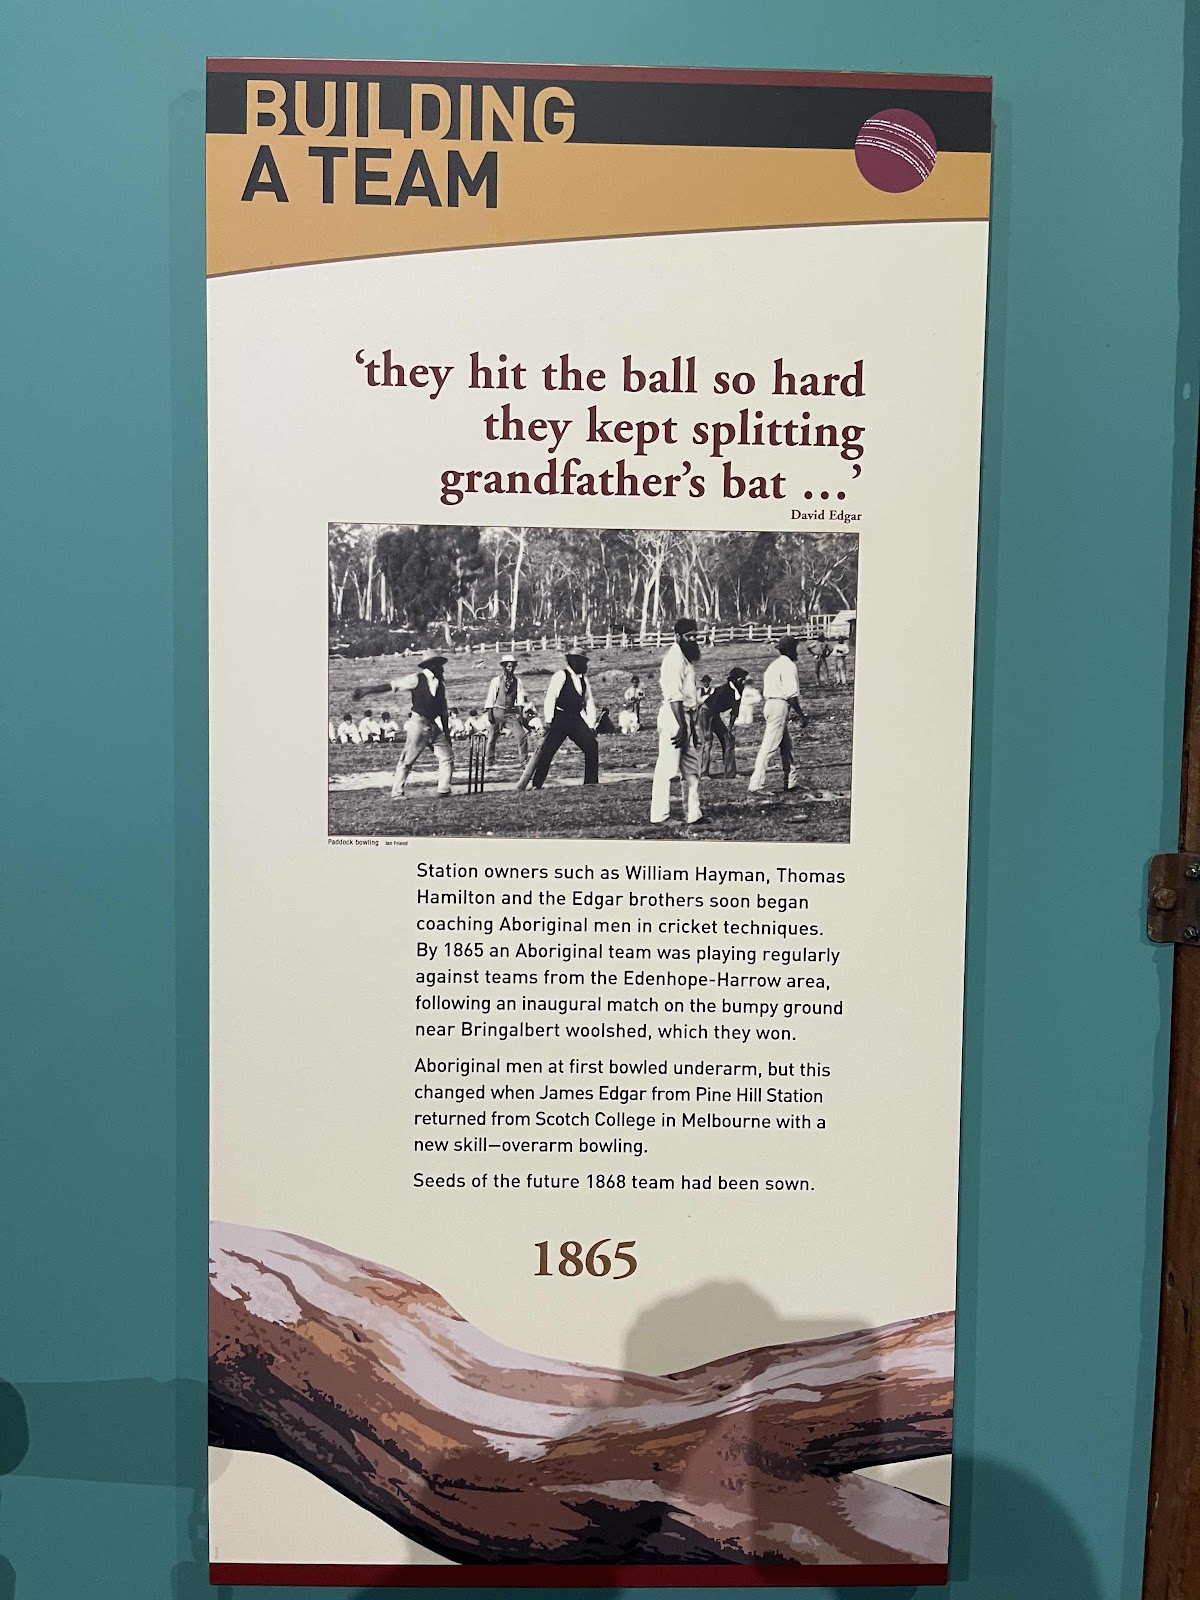 BUILDING
A TEAM
‘they hit the ball so hard
they kept splitting
grandfather’s bat ...’
David Edgar
Paddock bowling Ian Friend
Station owners such as William Hayman, Thomas
Hamilton and the Edgar brothers soon began
coaching Aboriginal men in cricket techniques.
By 1865 an Aboriginal team was playing regularly
against teams from the Edenhope-Harrow area,
following an inaugural match on the bumpy ground
near Bringalbert woolshed, which they won.
Aboriginal men at first bowled underarm, but this
changed when James Edgar from Pine Hill Station
returned from Scotch College in Melbourne with a
new skill—overarm bowling.
Seeds of the future 1868 team had been sown.
1865